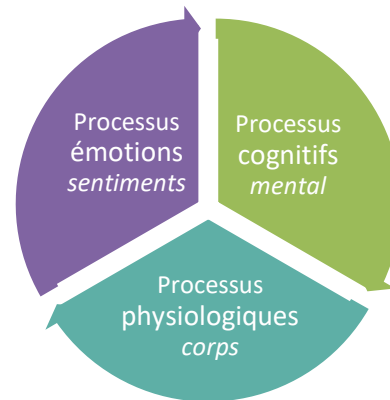 Processus
émotions
sentiments
Processus
cognitifs
mental
Processus
physiologiques
corps